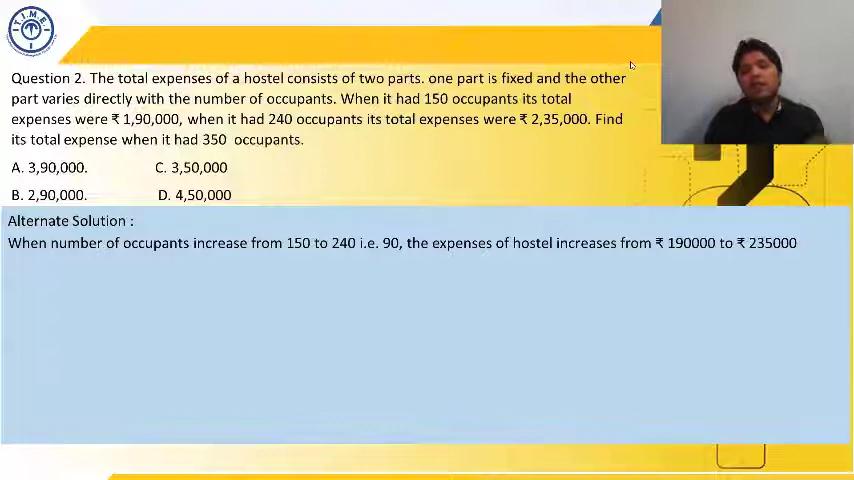 T.I.M.E.
Question 2. The total expenses of a hostel consists of two parts. one part is fixed and the other
part varies directly with the number of occupants. When it had 150 occupants its total
expenses were ₹ 1,90,000, when it had 240 occupants its total expenses were ₹ 2,35,000. Find
its total expense when it had 350 occupants.
A. 3,90,000. C. 3,50,000
B. 2,90,000. D. 4,50,000
Alternate Solution :
When number of occupants increase from 150 to 240 i.e. 90, the expenses of hostel increases from ₹ 190000 to ₹ 235000